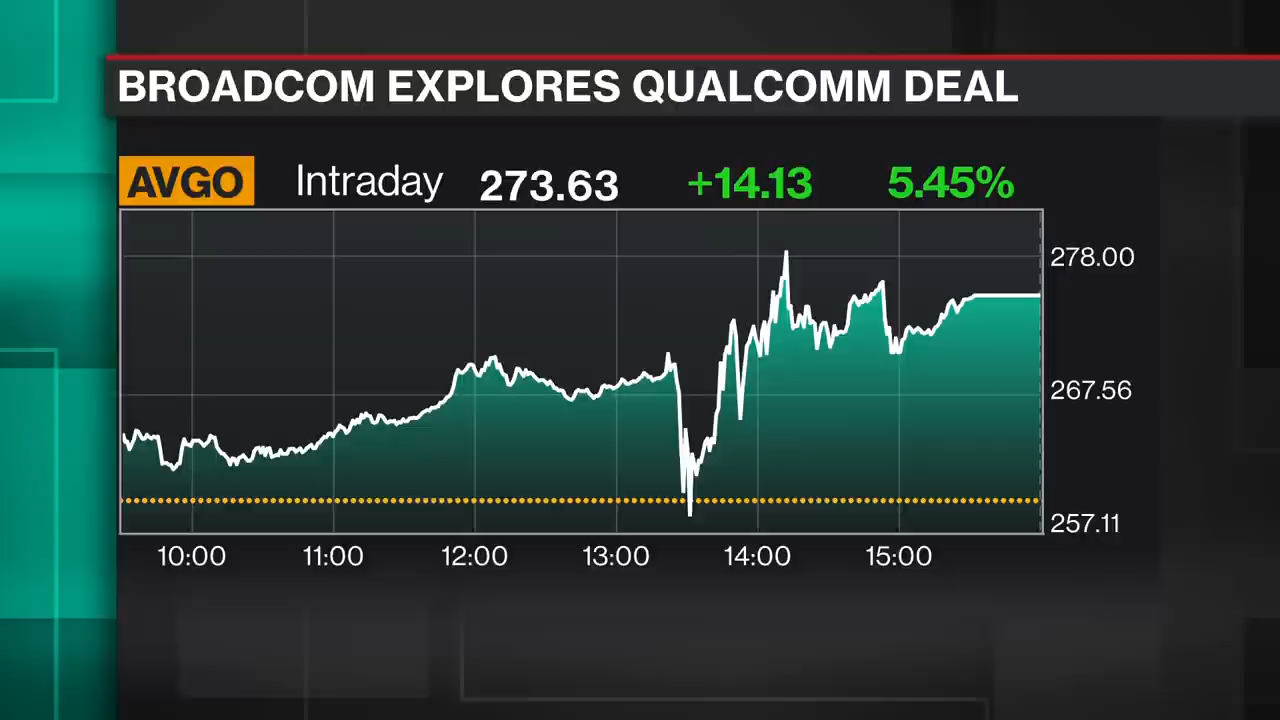 BROADCOM EXPLORES QUALCOMM DEAL
AVGO Intraday 273.63 +14.13 5.45%
278.00
267.56
257.11
10:00 11:00 12:00 13:00 14:00 15:00